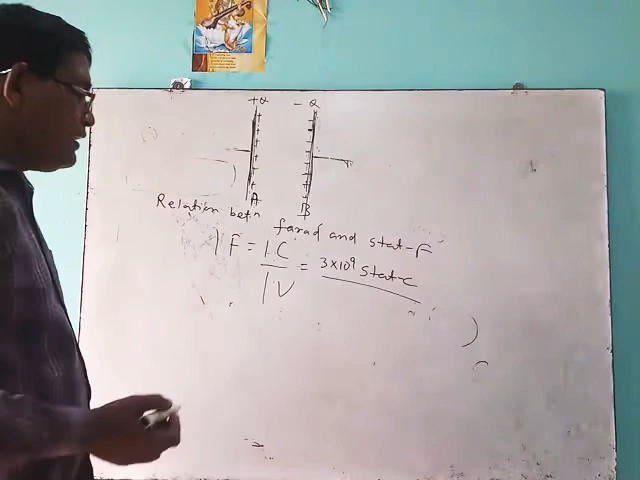 +Q - Q
A B
Relation betn farad and stat-F
1 F = 1 C = 3×10⁹ stat-C
1 V